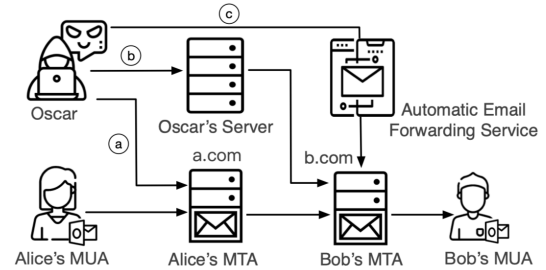 c
b
Oscar
Oscar's Server
Automatic Email
Forwarding Service
a
a.com
b.com
Alice's MUA
Alice's MTA
Bob's MTA
Bob's MUA